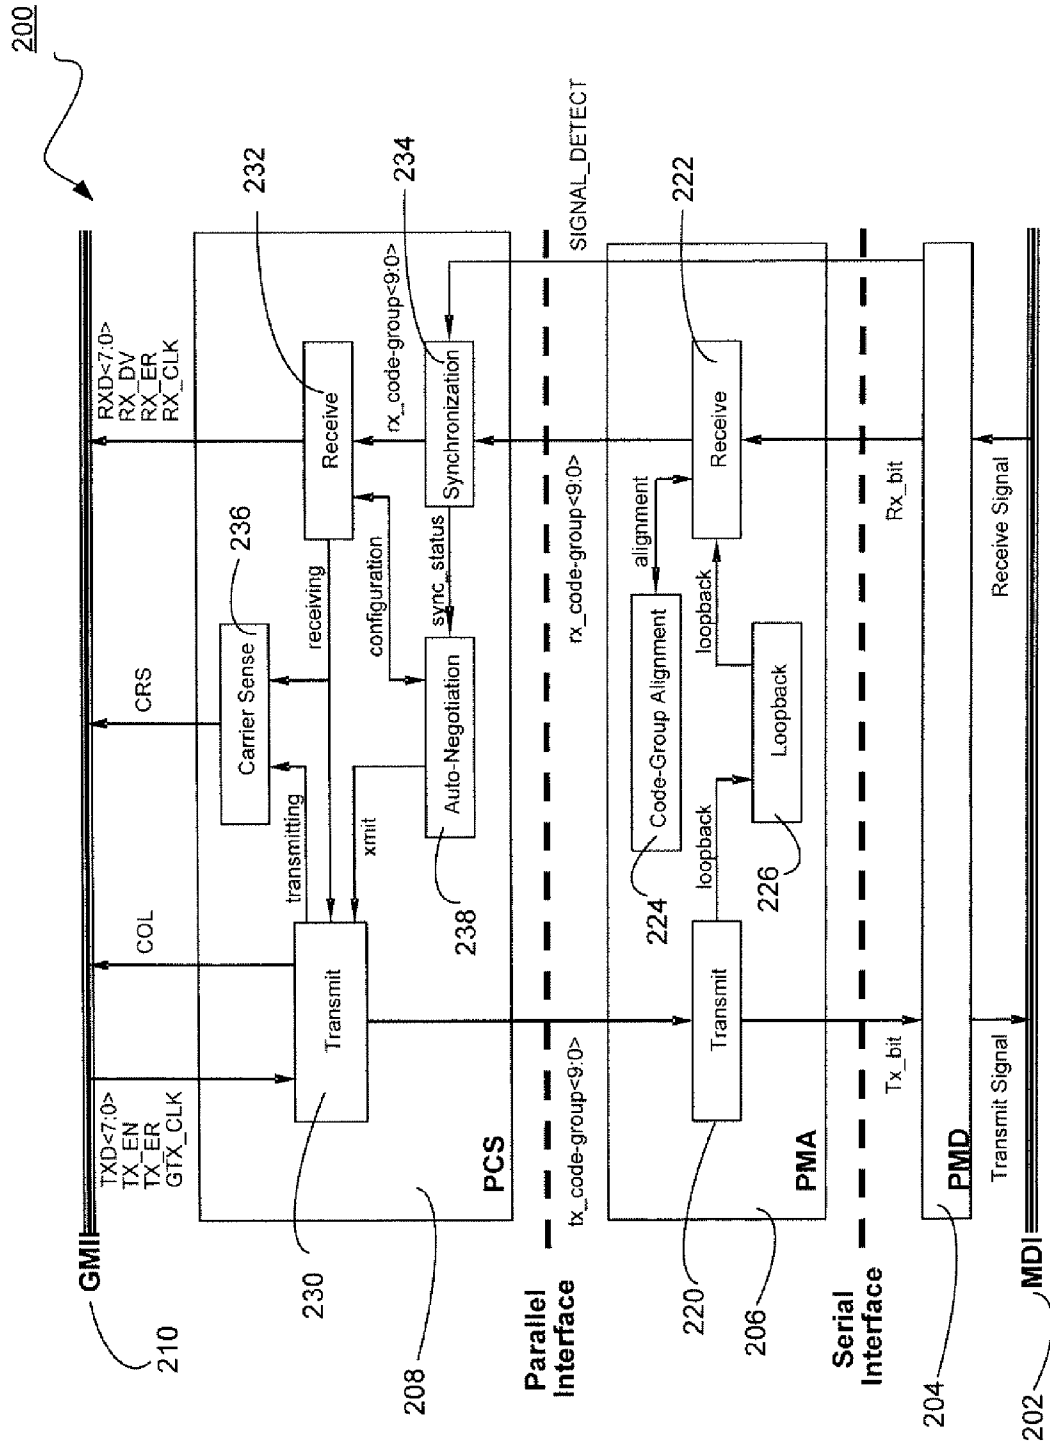 200
GMII
210
TXD<7:0>
TX_EN
TX_ER
GTX_CLK
COL
CRS
RXD<7:0>
RX_DV
RX_ER
RX_CLK
PCS
208
Transmit
230
transmitting
Carrier Sense
236
receiving
Receive
232
configuration
xmit
Auto-Negotiation
238
sync_status
rx_code-group<9:0>
Synchronization
234
Parallel
Interface
tx_code-group<9:0>
rx_code-group<9:0>
SIGNAL_DETECT
PMA
206
Transmit
220
loopback
Code-Group Alignment
224
alignment
Loopback
226
loopback
Receive
222
Serial
Interface
Tx_bit
Rx_bit
PMD
204
Transmit Signal
Receive Signal
MDI
202